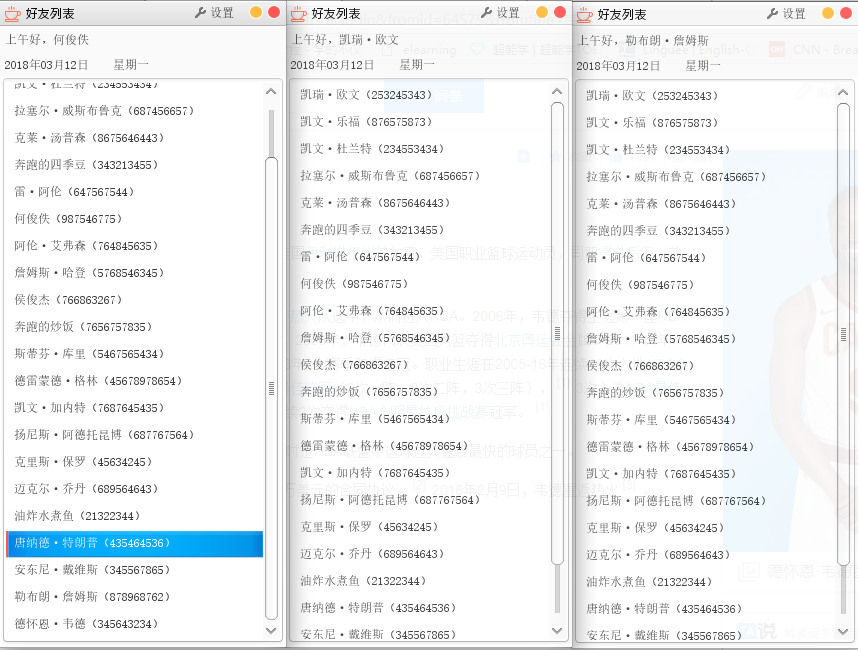 好友列表
设置
上午好，何俊佚
2018年03月12日 星期一
凯文·杜兰特（234553434）
拉塞尔·威斯布鲁克（687456657）
克莱·汤普森（8675646443）
奔跑的四季豆（343213455）
雷·阿伦（647567544）
何俊佚（987546775）
阿伦·艾弗森（764845635）
詹姆斯·哈登（5768546345）
侯俊杰（766863267）
奔跑的炒饭（7656757835）
斯蒂芬·库里（5467565434）
德雷蒙德·格林（45678978654）
凯文·加内特（7687645435）
扬尼斯·阿德托昆博（687767564）
克里斯·保罗（45634245）
迈克尔·乔丹（689564643）
油炸水煮鱼（21322344）
唐纳德·特朗普（435464536）
安东尼·戴维斯（345567865）
勒布朗·詹姆斯（878968762）
德怀恩·韦德（345643234）
好友列表
设置
上午好，凯瑞·欧文
2018年03月12日 星期一
凯瑞·欧文（253245343）
凯文·乐福（876575783）
凯文·杜兰特（234553434）
拉塞尔·威斯布鲁克（687456657）
克莱·汤普森（8675646443）
奔跑的四季豆（343213455）
雷·阿伦（647567544）
何俊佚（987546775）
阿伦·艾弗森（764845635）
詹姆斯·哈登（5768546345）
侯俊杰（766863267）
奔跑的炒饭（7656757835）
斯蒂芬·库里（5467565434）
德雷蒙德·格林（45678978654）
凯文·加内特（7687645435）
扬尼斯·阿德托昆博（687767564）
克里斯·保罗（45634245）
迈克尔·乔丹（689564643）
油炸水煮鱼（21322344）
唐纳德·特朗普（435464536）
安东尼·戴维斯（345567865）
好友列表
设置
上午好，勒布朗·詹姆斯
2018年03月12日 星期一
凯瑞·欧文（253245343）
凯文·乐福（876575783）
凯文·杜兰特（234553434）
拉塞尔·威斯布鲁克（687456657）
克莱·汤普森（8675646443）
奔跑的四季豆（343213455）
雷·阿伦（647567544）
何俊佚（987546775）
阿伦·艾弗森（764845635）
詹姆斯·哈登（5768546345）
侯俊杰（766863267）
奔跑的炒饭（7656757835）
斯蒂芬·库里（5467565434）
德雷蒙德·格林（45678978654）
凯文·加内特（7687645435）
扬尼斯·阿德托昆博（687767564）
克里斯·保罗（45634245）
迈克尔·乔丹（689564643）
油炸水煮鱼（21322344）
唐纳德·特朗普（435464536）
安东尼·戴维斯（345567865）